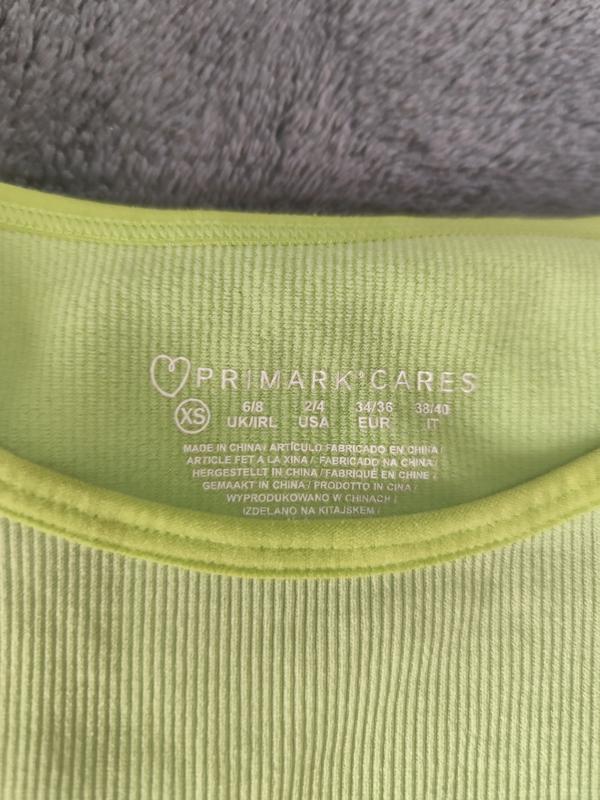 PRIMARK® CARES
XS 6/8 2/4 34/36 38/40
UK/IRL USA EUR IT
MADE IN CHINA / ARTÍCULO FABRICADO EN CHINA /
ARTICLE FET A LA XINA / FABRICADO NA CHINA /
HERGESTELLT IN CHINA / FABRIQUÉ EN CHINE /
GEMAAKT IN CHINA / PRODOTTO IN CINA /
WYPRODUKOWANO W CHINACH /
IZDELANO NA KITAJSKEM /